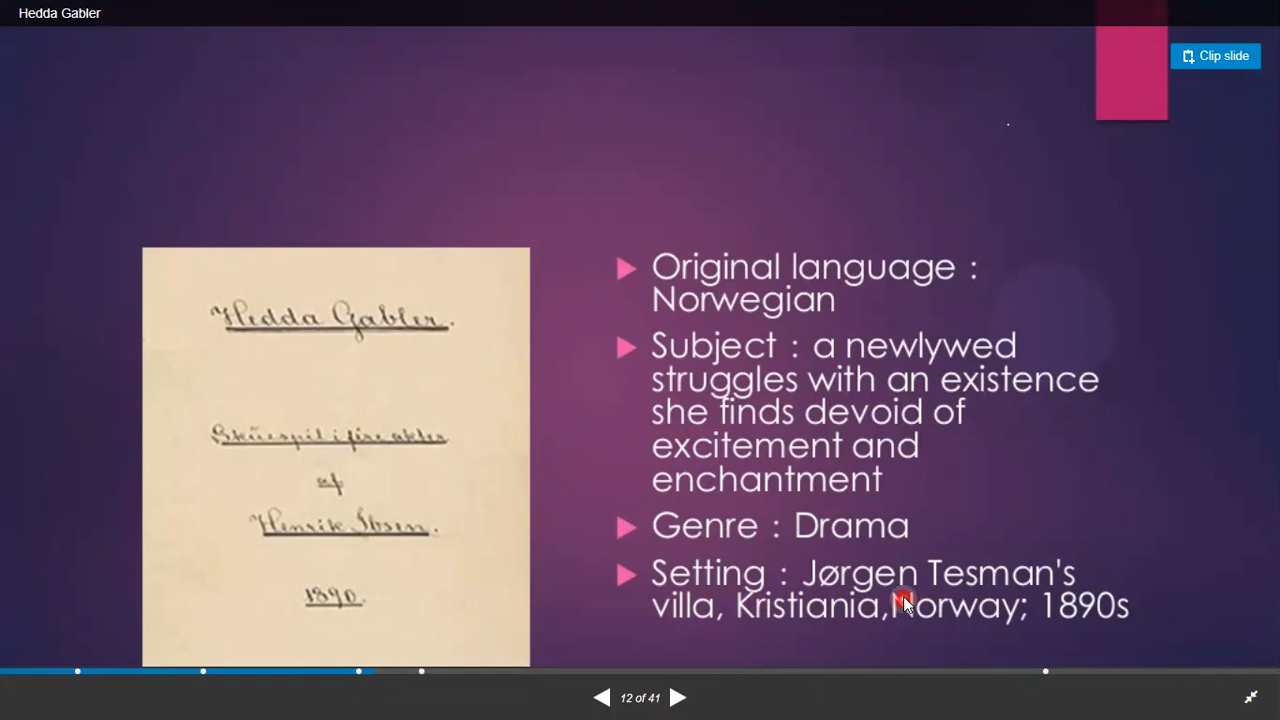 Hedda Gabler
Clip slide
Hedda Gabler.
Skuespil i fire akter
af
Henrik Ibsen.
1890.
Original language :
Norwegian
Subject : a newlywed
struggles with an existence
she finds devoid of
excitement and
enchantment
Genre : Drama
Setting : Jørgen Tesman's
villa, Kristiania,Norway; 1890s
12 of 41